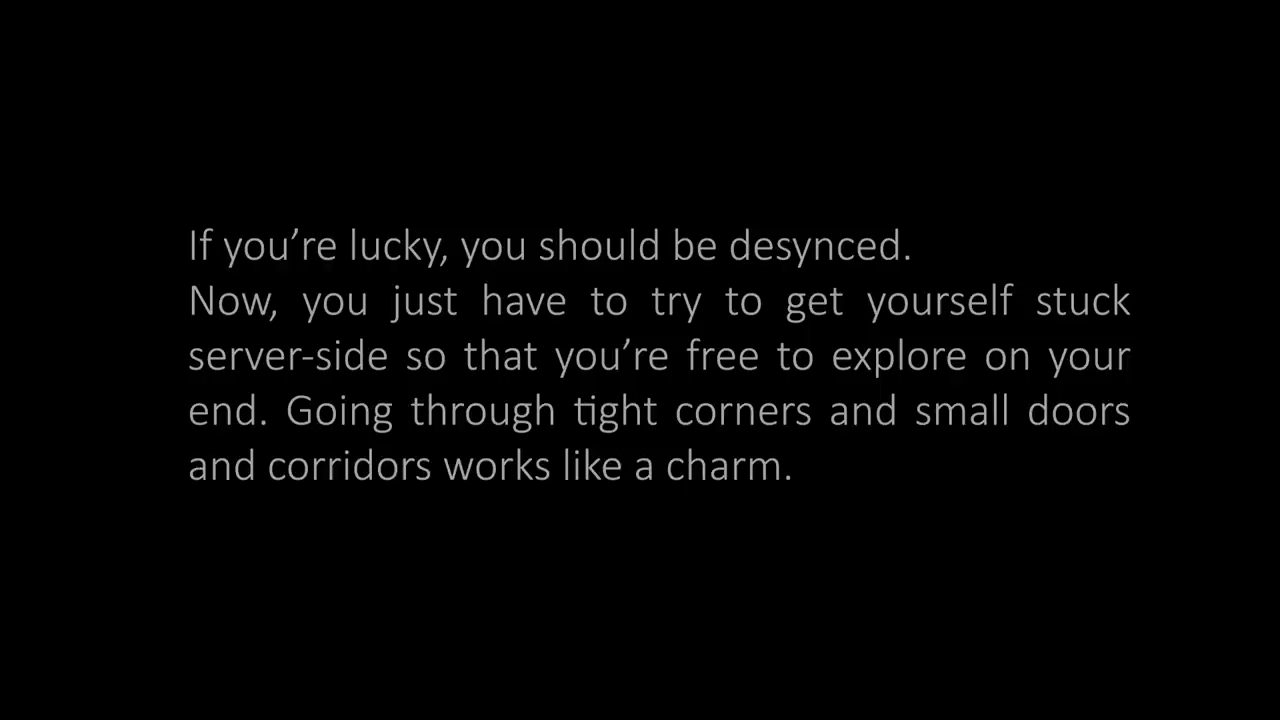 If you’re lucky, you should be desynced.
Now, you just have to try to get yourself stuck
server-side so that you’re free to explore on your
end. Going through tight corners and small doors
and corridors works like a charm.